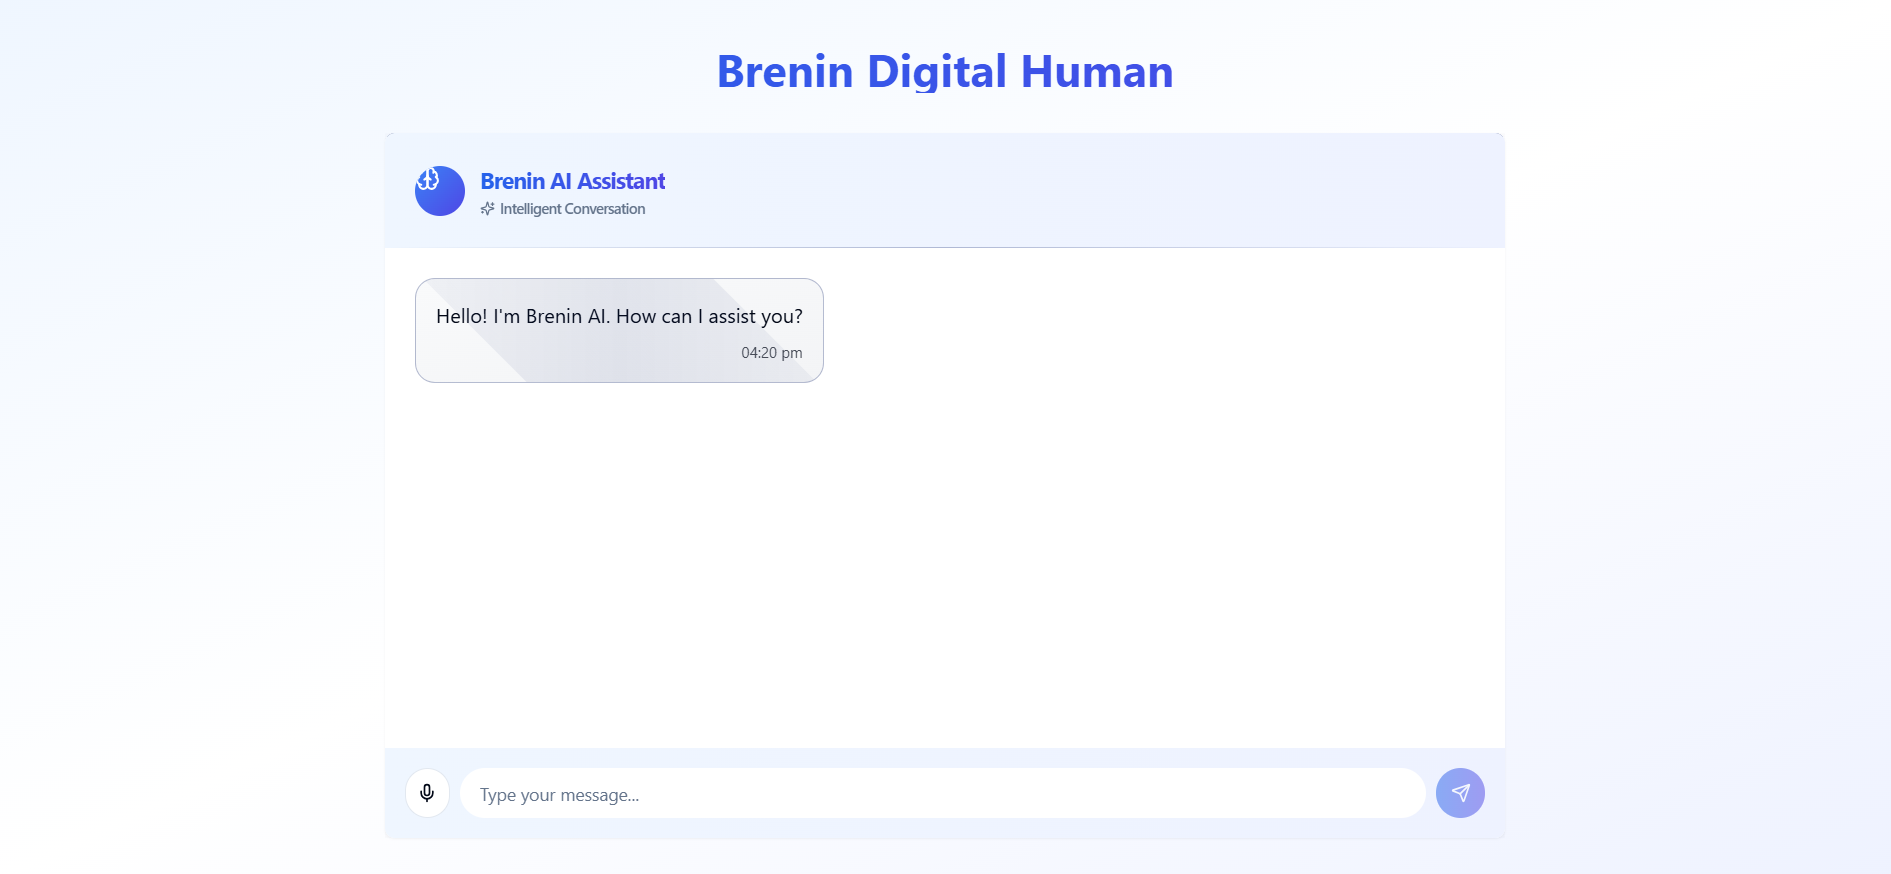 Brenin Digital Human
Brenin AI Assistant
Intelligent Conversation
Hello! I'm Brenin AI. How can I assist you?
04:20 pm
Type your message...